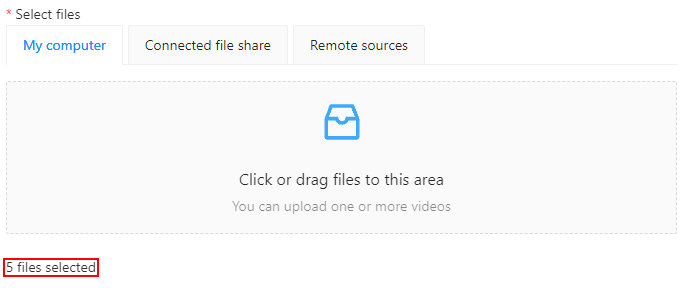 * Select files
My computer Connected file share Remote sources
Click or drag files to this area
You can upload one or more videos
5 files selected